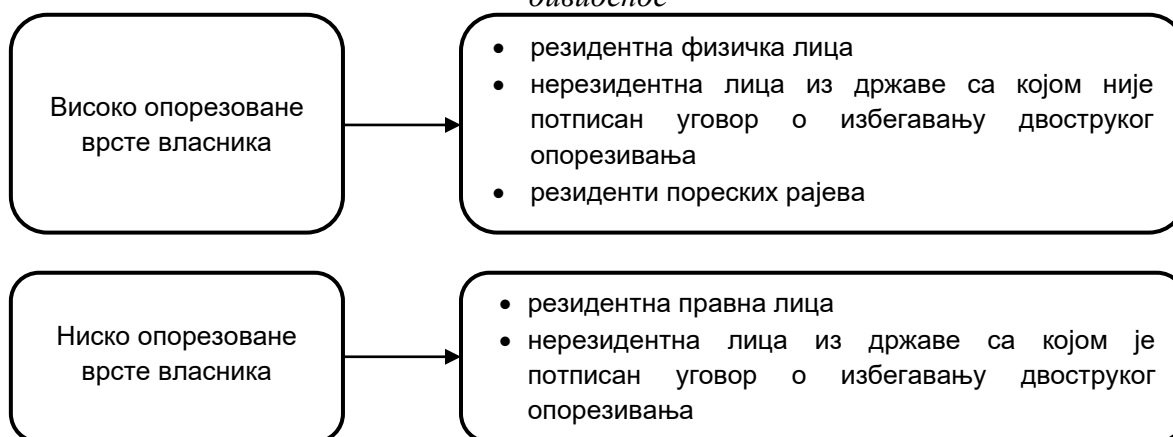 Високо опорезоване
врсте власника
• резидентна физичка лица
• нерезидентна лица из државе са којом није
потписан уговор о избегавању двоструког
опорезивања
• резиденти пореских рајева
Ниско опорезоване
врсте власника
• резидентна правна лица
• нерезидентна лица из државе са којом је
потписан уговор о избегавању двоструког
опорезивања